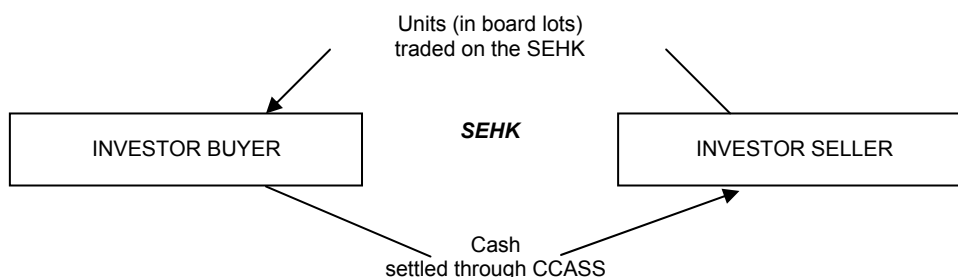 Units (in board lots)
traded on the SEHK
INVESTOR BUYER
SEHK
INVESTOR SELLER
Cash
settled through CCASS